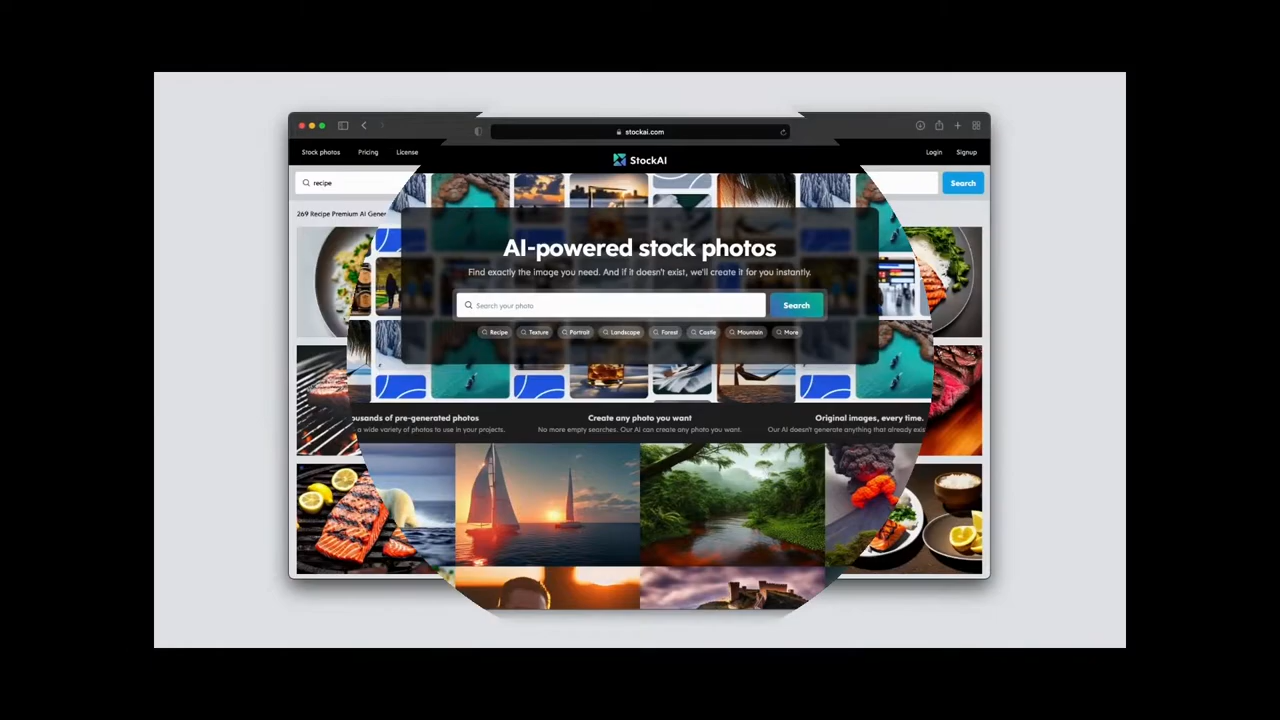 stockai.com
Stock photos Pricing License Login Signup
StockAI
recipe Search
269 Recipe Premium AI Gener
AI-powered stock photos
Find exactly the image you need. And if it doesn't exist, we'll create it for you instantly.
Search your photo Search
Recipe Texture Portrait Landscape Forest Castle Mountain More
ousands of pre-generated photos Create any photo you want Original images, every time.
a wide variety of photos to use in your projects. No more empty searches. Our AI can create any photo you want. Our AI doesn't generate anything that already exis